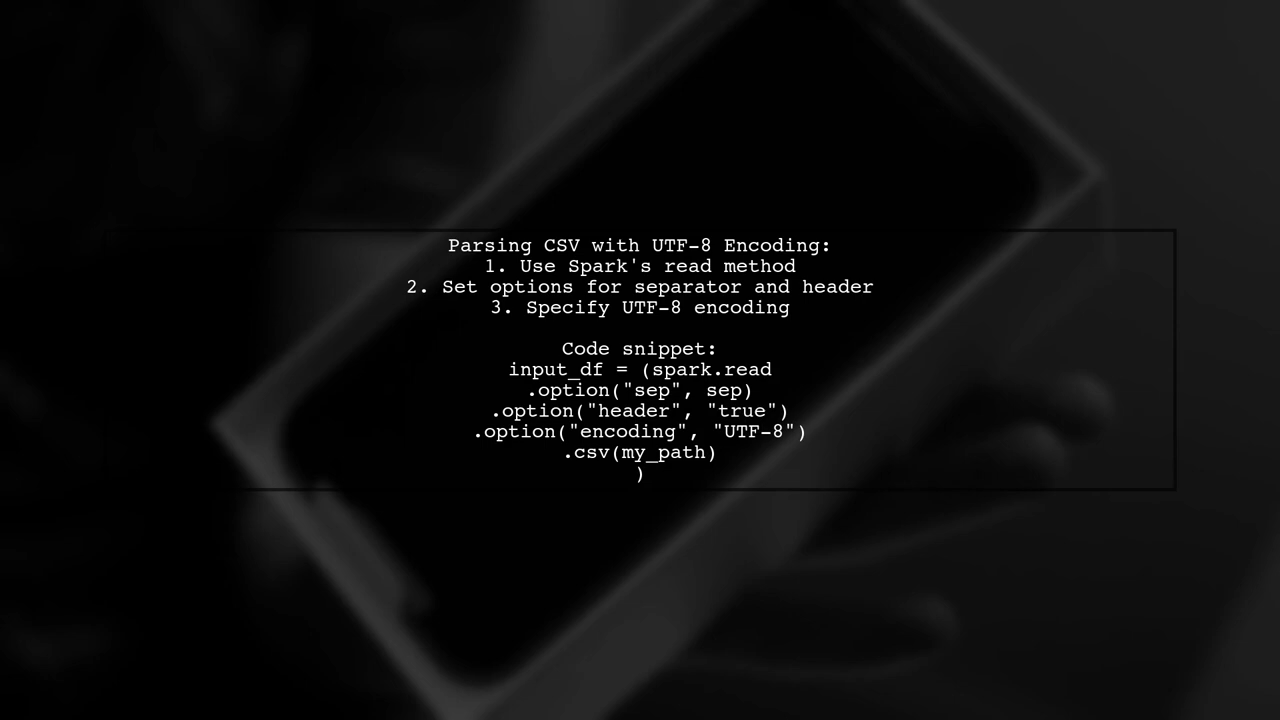 Parsing CSV with UTF-8 Encoding:
1. Use Spark's read method
2. Set options for separator and header
3. Specify UTF-8 encoding
Code snippet:
input_df = (spark.read
.option("sep", sep)
.option("header", "true")
.option("encoding", "UTF-8")
.csv(my_path)
)